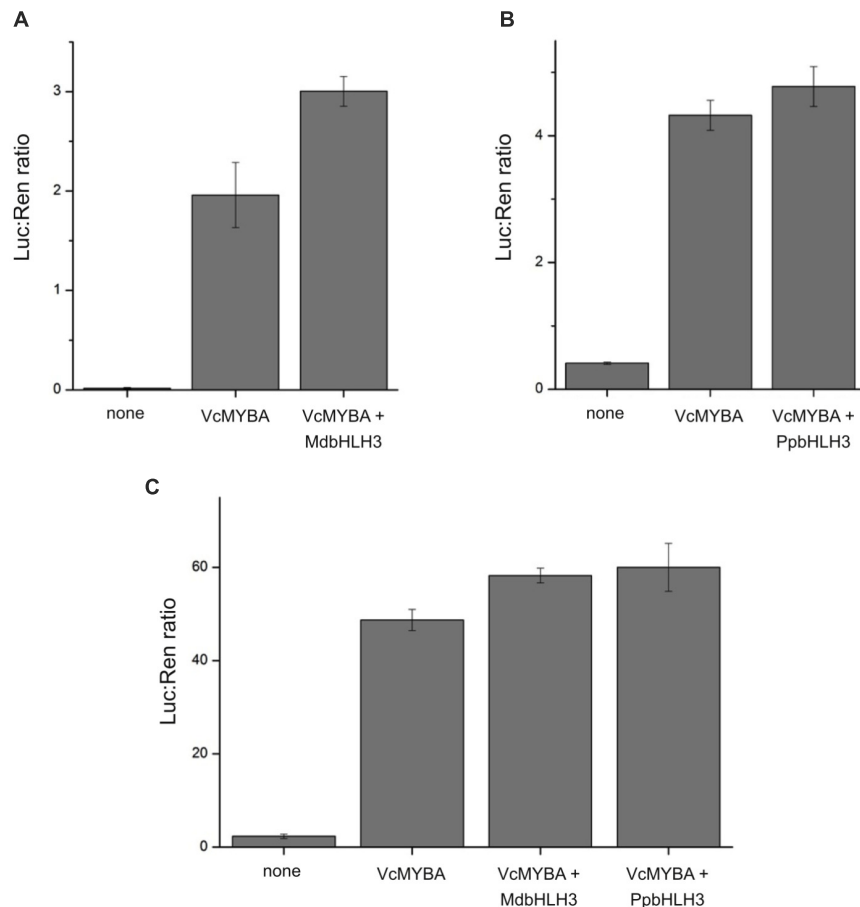 A
Luc:Ren ratio
3
2
1
0
none
VcMYBA
VcMYBA +
MdbHLH3
B
Luc:Ren ratio
4
2
0
none
VcMYBA
VcMYBA +
PpbHLH3
C
Luc:Ren ratio
60
40
20
0
none
VcMYBA
VcMYBA +
MdbHLH3
VcMYBA +
PpbHLH3